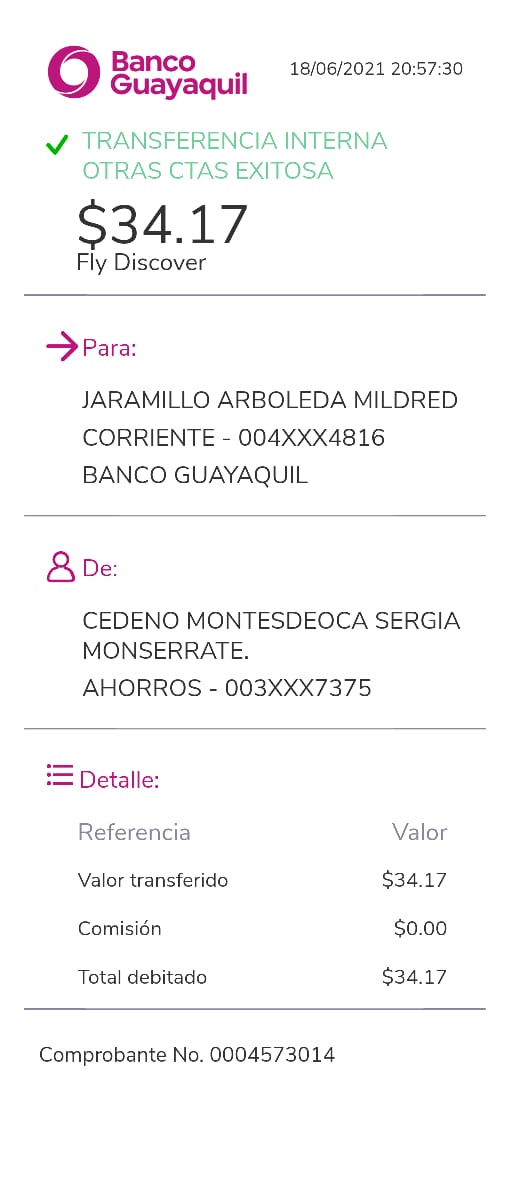 Banco
Guayaquil
18/06/2021 20:57:30
TRANSFERENCIA INTERNA
OTRAS CTAS EXITOSA
$34.17
Fly Discover
Para:
JARAMILLO ARBOLEDA MILDRED
CORRIENTE - 004XXX4816
BANCO GUAYAQUIL
De:
CEDENO MONTESDEOCA SERGIA
MONSERRATE.
AHORROS - 003XXX7375
Detalle:
Referencia Valor
Valor transferido $34.17
Comisión $0.00
Total debitado $34.17
Comprobante No. 0004573014